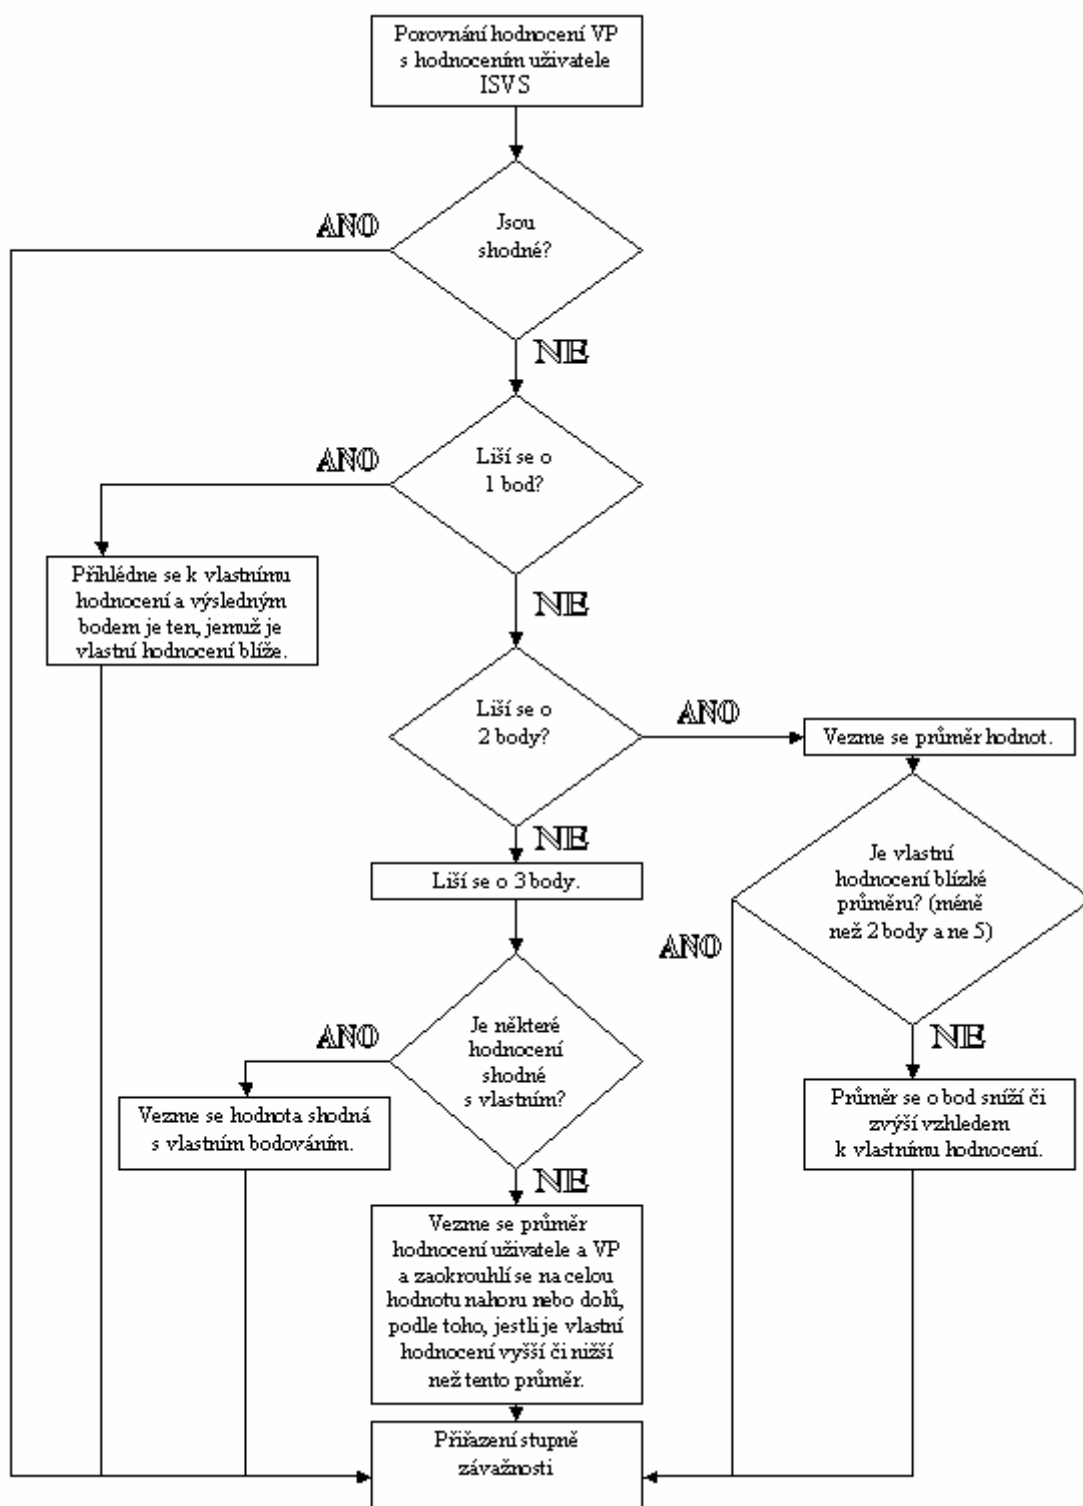 Porovnání hodnocení VP
s hodnocením uživatele
ISVS
ANO
Jsou
shodné?
NE
ANO
Liší se o
1 bod?
Přihlédne se k vlastnímu
hodnocení a výsledným
bodem je ten, jemuž je
vlastní hodnocení blíže.
NE
Liší se o
2 body?
ANO
Vezme se průměr hodnot.
NE
Liší se o 3 body.
Je vlastní
hodnocení blízké
průměru? (méně
než 2 body a ne 5)
ANO
NE
ANO
Je některé
hodnocení
shodné
s vlastním?
Vezme se hodnota shodná
s vlastním bodováním.
Průměr se o bod sníží či
zvýší vzhledem
k vlastnímu hodnocení.
NE
Vezme se průměr
hodnocení uživatele a VP
a zaokrouhlí se na celou
hodnotu nahoru nebo dolů,
podle toho, jestli je vlastní
hodnocení vyšší či nižší
než tento průměr.
Přiřazení stupně
závažnosti